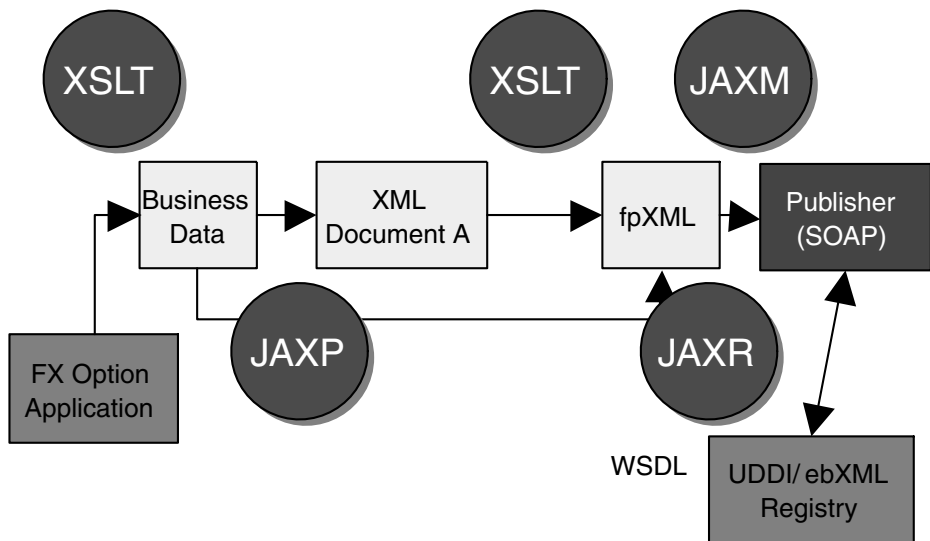 XSLT
XSLT
JAXM
Business
Data
XML
Document A
fpXML
Publisher
(SOAP)
JAXP
JAXR
FX Option
Application
WSDL
UDDI/ ebXML
Registry